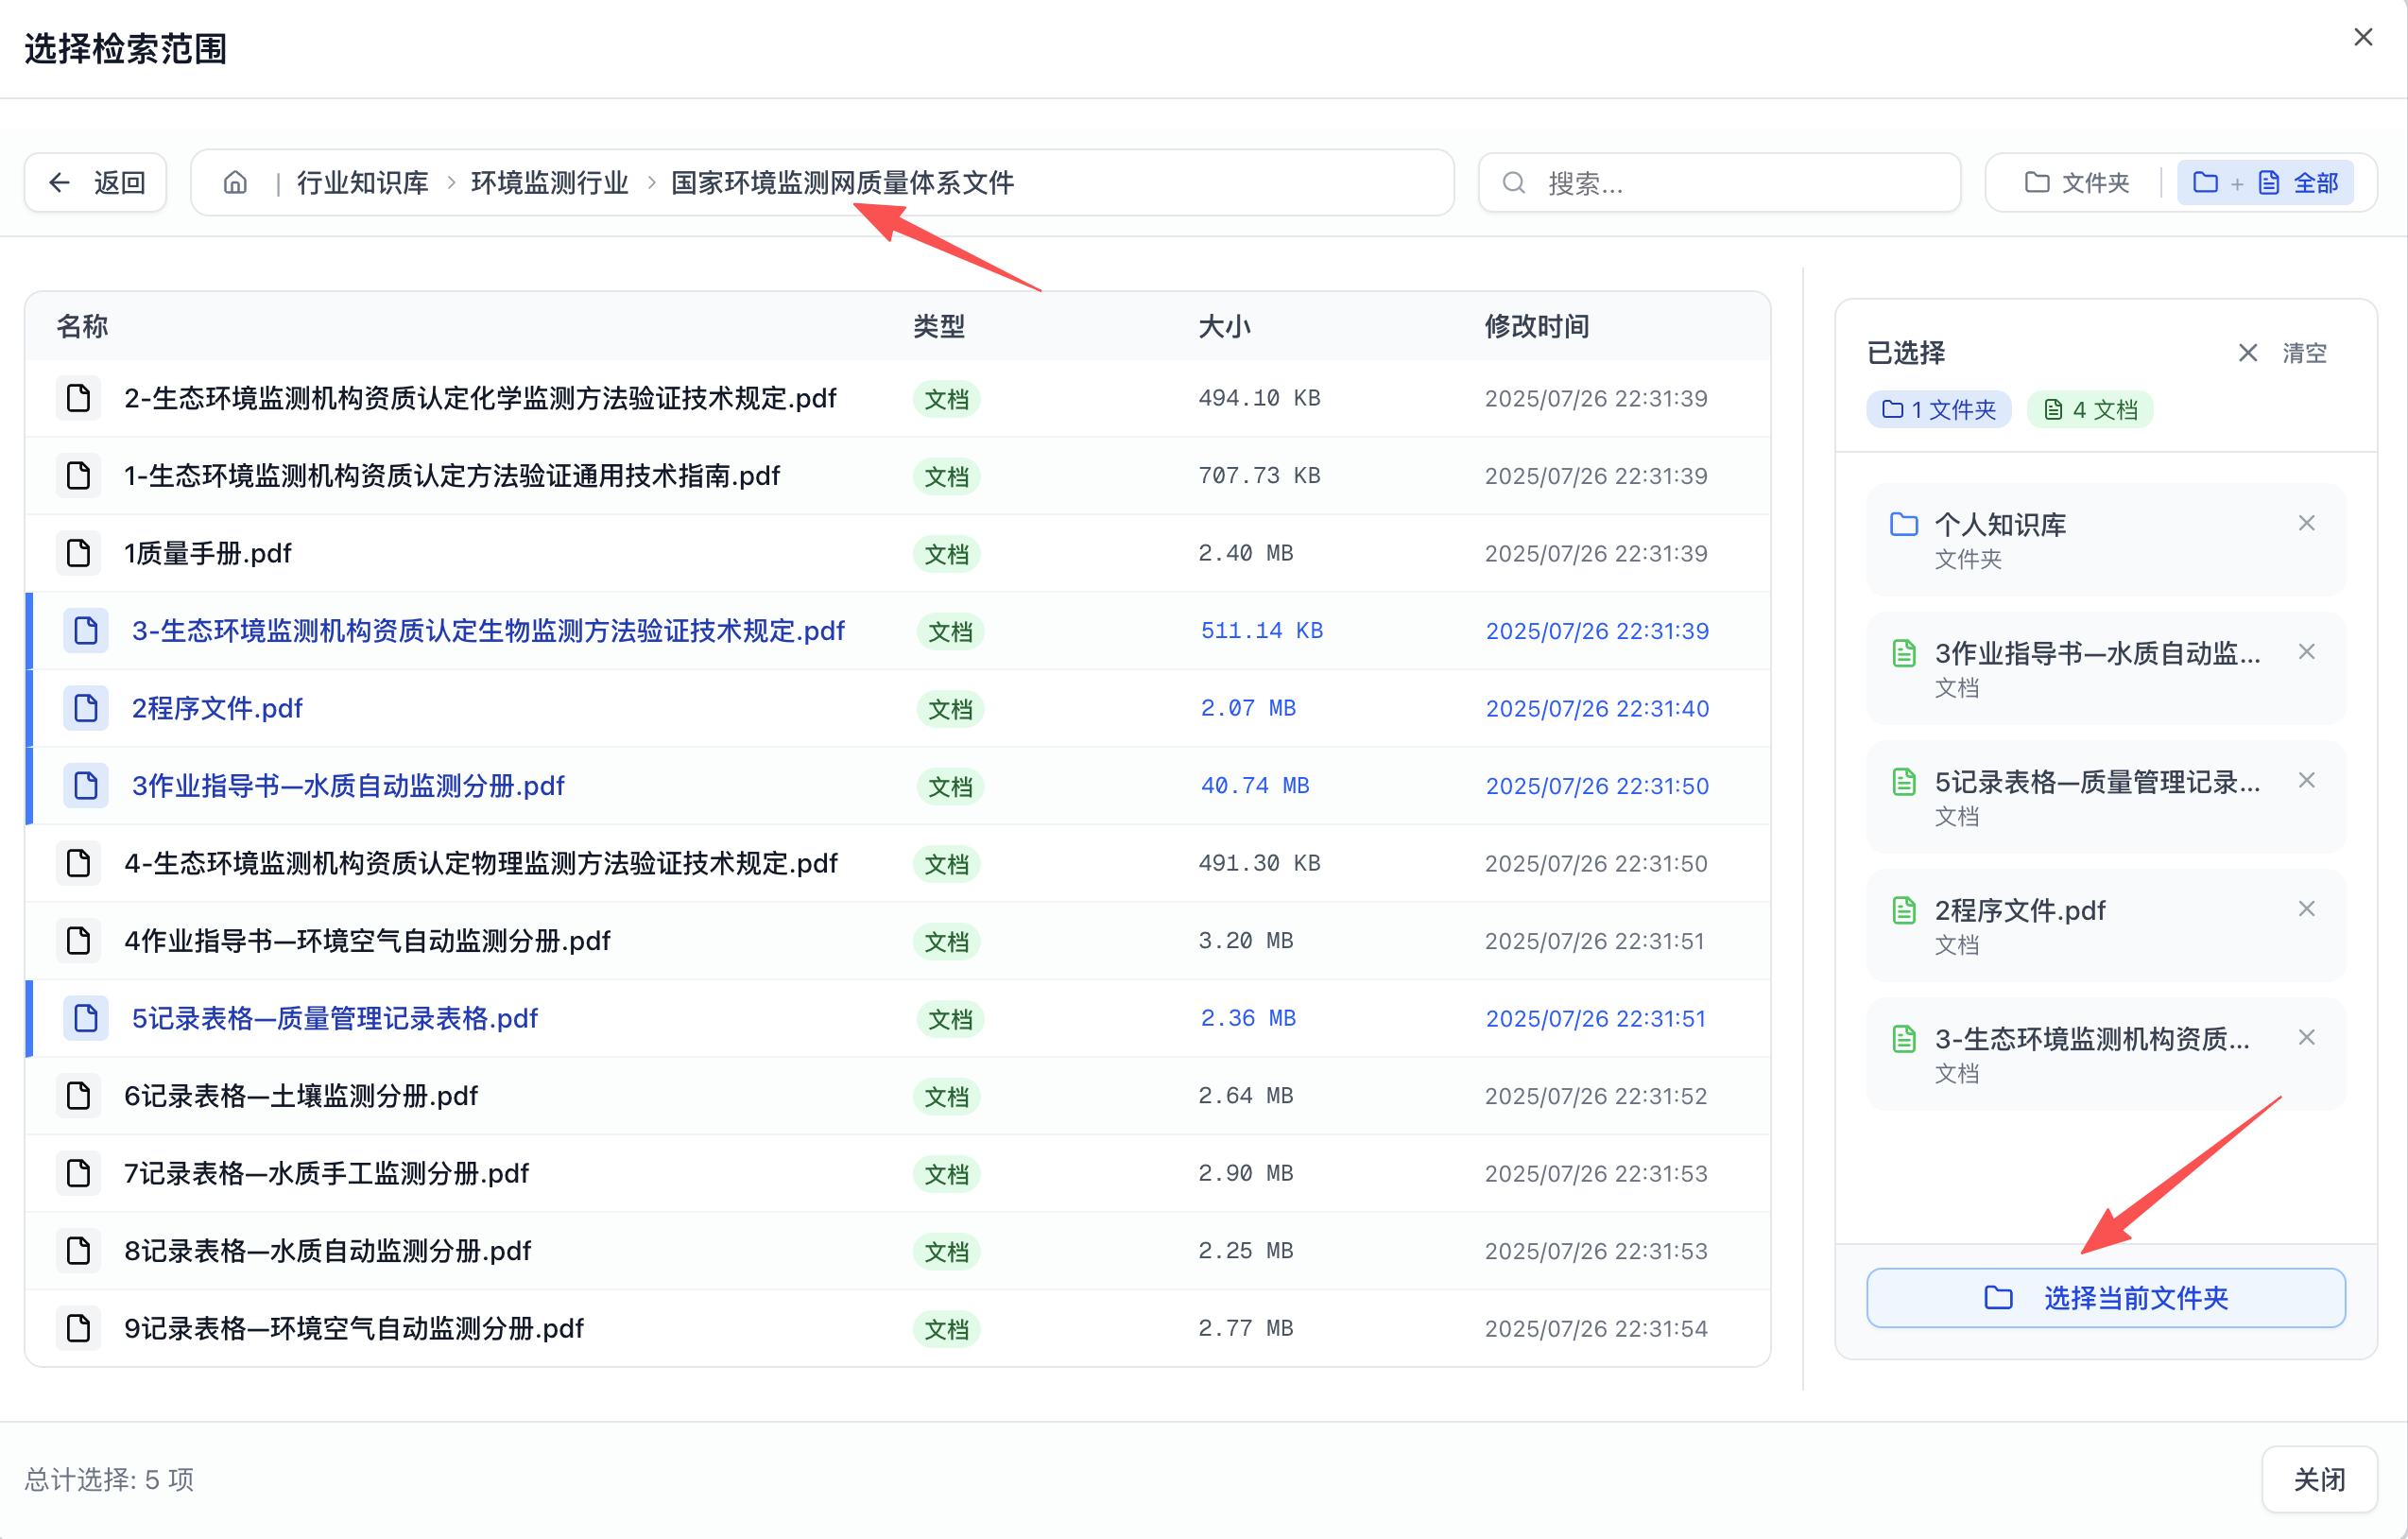 选择检索范围
返回 | 行业知识库 > 环境监测行业 > 国家环境监测网质量体系文件 搜索... 文件夹 | + 全部
名称 类型 大小 修改时间
2-生态环境监测机构资质认定化学监测方法验证技术规定.pdf 文档 494.10 KB 2025/07/26 22:31:39
1-生态环境监测机构资质认定方法验证通用技术指南.pdf 文档 707.73 KB 2025/07/26 22:31:39
1质量手册.pdf 文档 2.40 MB 2025/07/26 22:31:39
3-生态环境监测机构资质认定生物监测方法验证技术规定.pdf 文档 511.14 KB 2025/07/26 22:31:39
2程序文件.pdf 文档 2.07 MB 2025/07/26 22:31:40
3作业指导书—水质自动监测分册.pdf 文档 40.74 MB 2025/07/26 22:31:50
4-生态环境监测机构资质认定物理监测方法验证技术规定.pdf 文档 491.30 KB 2025/07/26 22:31:50
4作业指导书—环境空气自动监测分册.pdf 文档 3.20 MB 2025/07/26 22:31:51
5记录表格—质量管理记录表格.pdf 文档 2.36 MB 2025/07/26 22:31:51
6记录表格—土壤监测分册.pdf 文档 2.64 MB 2025/07/26 22:31:52
7记录表格—水质手工监测分册.pdf 文档 2.90 MB 2025/07/26 22:31:53
8记录表格—水质自动监测分册.pdf 文档 2.25 MB 2025/07/26 22:31:53
9记录表格—环境空气自动监测分册.pdf 文档 2.77 MB 2025/07/26 22:31:54
已选择 清空
1 文件夹 4 文档
个人知识库
文件夹
3作业指导书—水质自动监...
文档
5记录表格—质量管理记录...
文档
2程序文件.pdf
文档
3-生态环境监测机构资质...
文档
选择当前文件夹
总计选择: 5 项
关闭